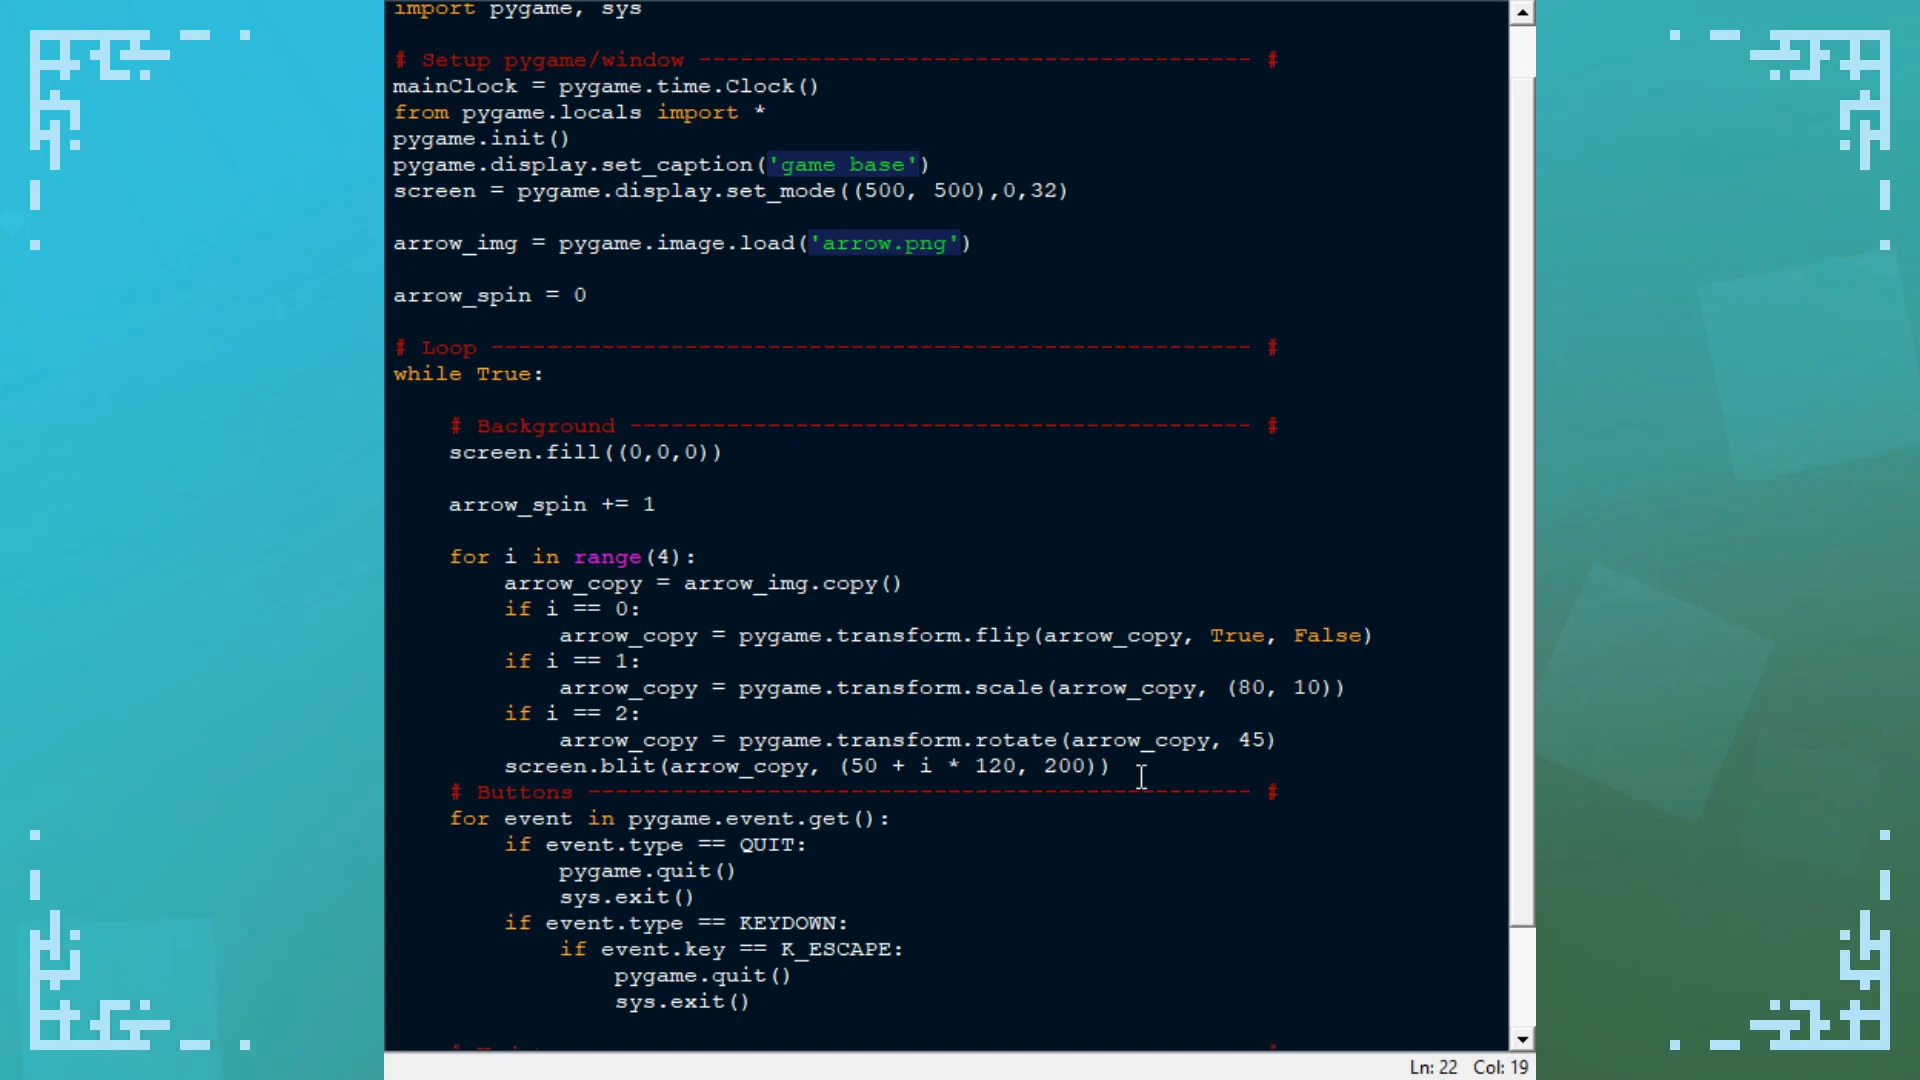 import pygame, sys
# Setup pygame/window ---------------------------------------- #
mainClock = pygame.time.Clock()
from pygame.locals import *
pygame.init()
pygame.display.set_caption('game base')
screen = pygame.display.set_mode((500, 500),0,32)
arrow_img = pygame.image.load('arrow.png')
arrow_spin = 0
# Loop ------------------------------------------------------- #
while True:
# Background --------------------------------------------- #
screen.fill((0,0,0))
arrow_spin += 1
for i in range(4):
arrow_copy = arrow_img.copy()
if i == 0:
arrow_copy = pygame.transform.flip(arrow_copy, True, False)
if i == 1:
arrow_copy = pygame.transform.scale(arrow_copy, (80, 10))
if i == 2:
arrow_copy = pygame.transform.rotate(arrow_copy, 45)
screen.blit(arrow_copy, (50 + i * 120, 200))
# Buttons ------------------------------------------------ #
for event in pygame.event.get():
if event.type == QUIT:
pygame.quit()
sys.exit()
if event.type == KEYDOWN:
if event.key == K_ESCAPE:
pygame.quit()
sys.exit()
Ln: 22 Col: 19